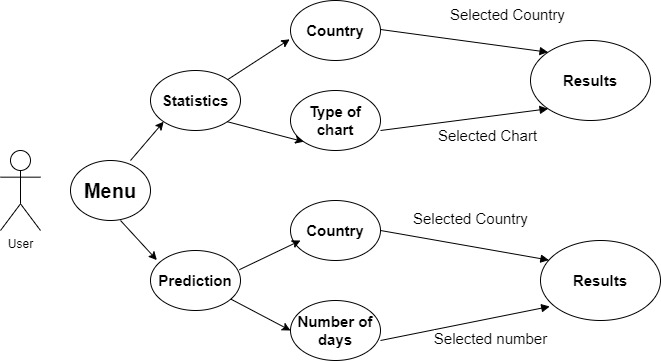 Selected Country
Country
Results
Statistics
Type of
chart
Selected Chart
Menu
User
Selected Country
Country
Prediction
Results
Number of
days
Selected number